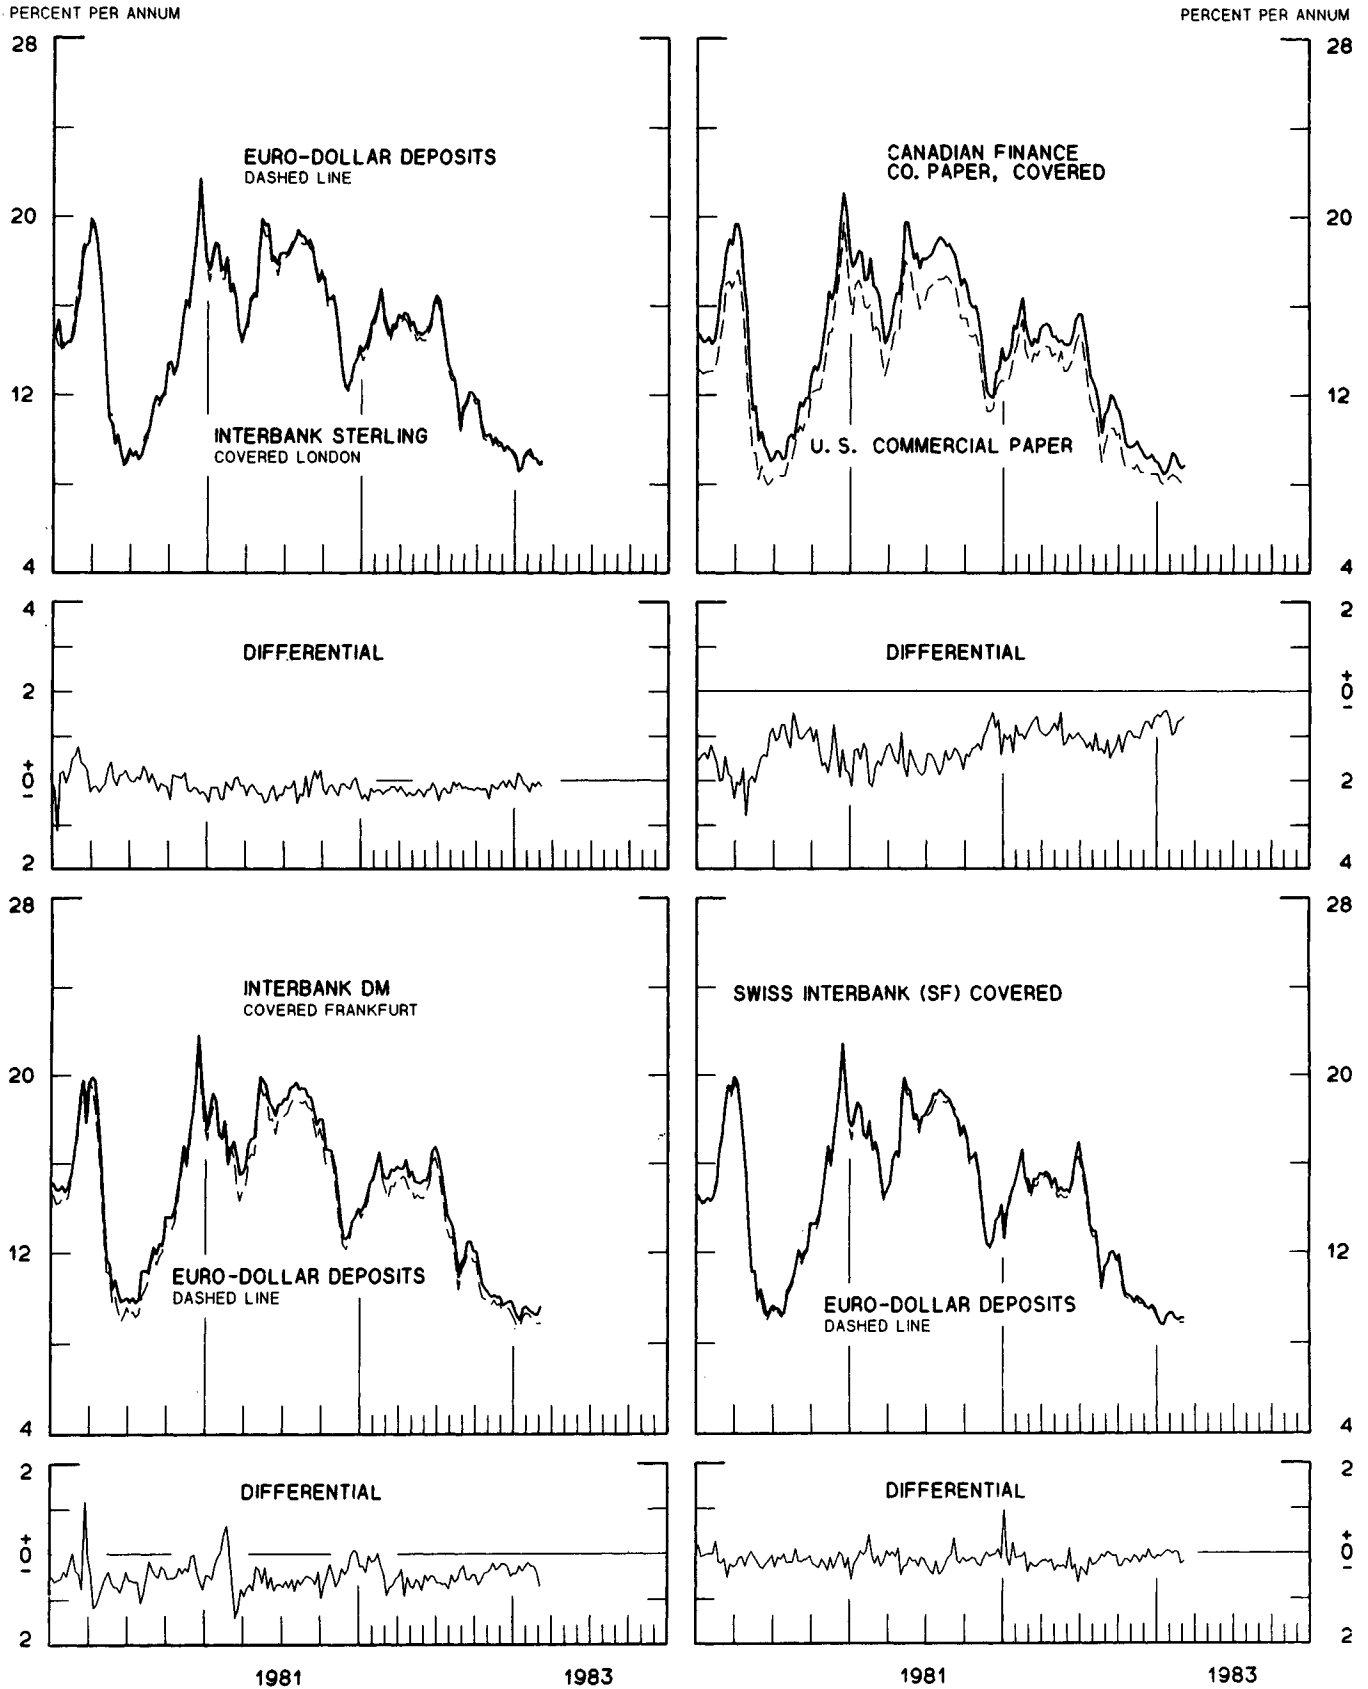 PERCENT PER ANNUM
PERCENT PER ANNUM
28
20
12
4
EURO-DOLLAR DEPOSITS
DASHED LINE
INTERBANK STERLING
COVERED LONDON
28
20
12
4
CANADIAN FINANCE
CO. PAPER, COVERED
U. S. COMMERCIAL PAPER
4
2
+
0
-
2
DIFFERENTIAL
DIFFERENTIAL
2
+
0
-
2
4
28
20
12
4
INTERBANK DM
COVERED FRANKFURT
EURO-DOLLAR DEPOSITS
DASHED LINE
SWISS INTERBANK (SF) COVERED
EURO-DOLLAR DEPOSITS
DASHED LINE
28
20
12
4
2
+
0
-
2
DIFFERENTIAL
DIFFERENTIAL
2
+
0
-
2
1981
1983
1981
1983